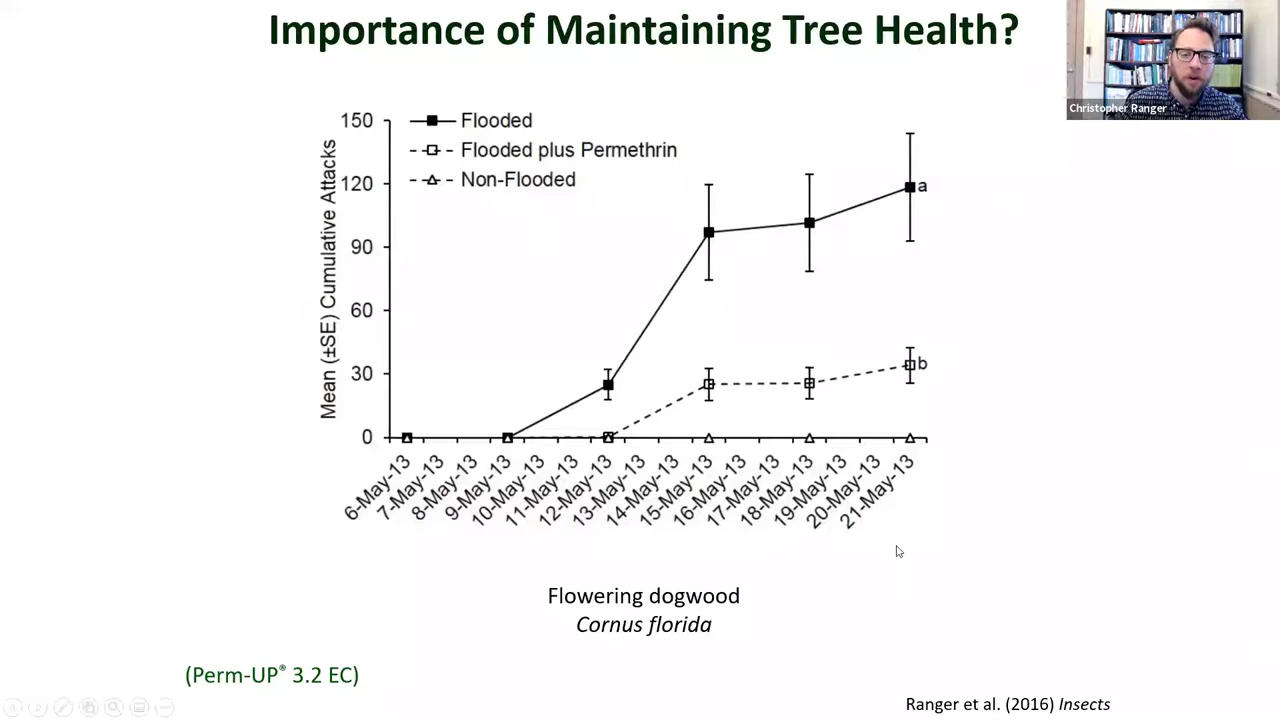 Importance of Maintaining Tree Health?
Christopher Ranger
Mean (±SE) Cumulative Attacks
150
120
90
60
30
0
Flooded
Flooded plus Permethrin
Non-Flooded
a
b
6-May-13
7-May-13
8-May-13
9-May-13
10-May-13
11-May-13
12-May-13
13-May-13
14-May-13
15-May-13
16-May-13
17-May-13
18-May-13
19-May-13
20-May-13
21-May-13
Flowering dogwood
Cornus florida
(Perm-UP® 3.2 EC)
Ranger et al. (2016) Insects